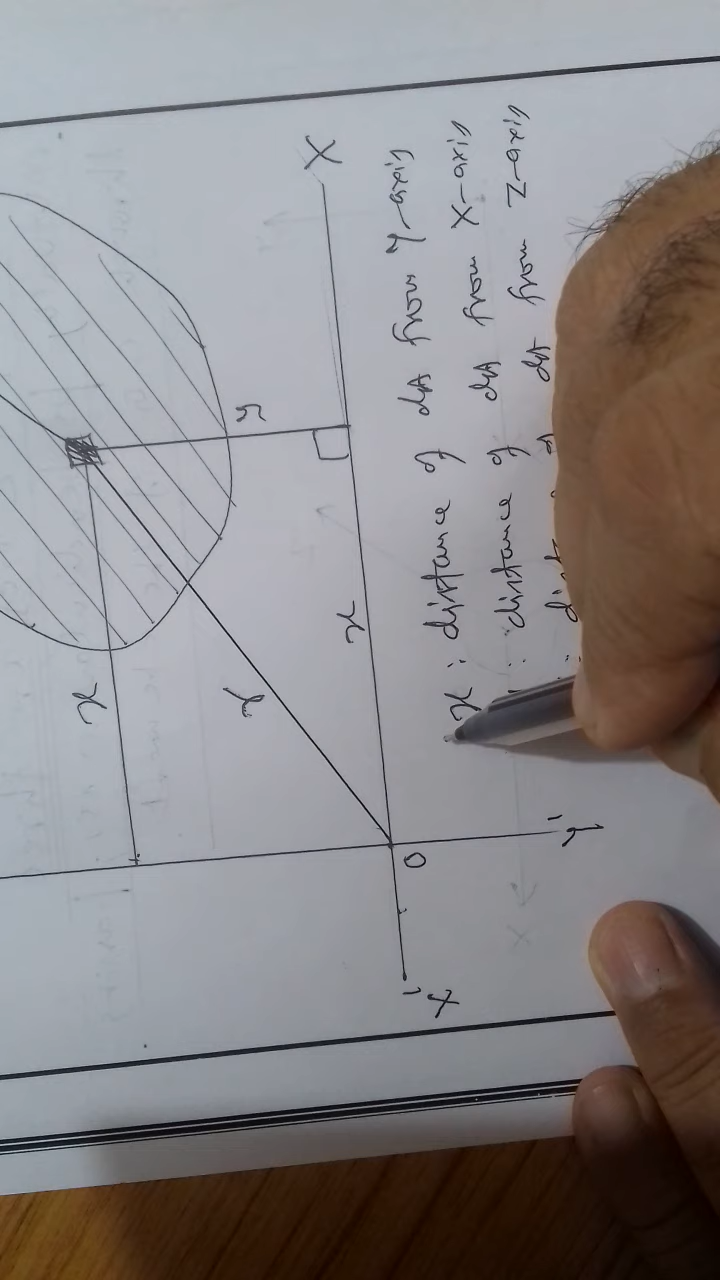 X
y
x
x
r
O
y'
x'
x : distance of dA from Y-axis
: distance of dA from X-axis
dA from Z-axis